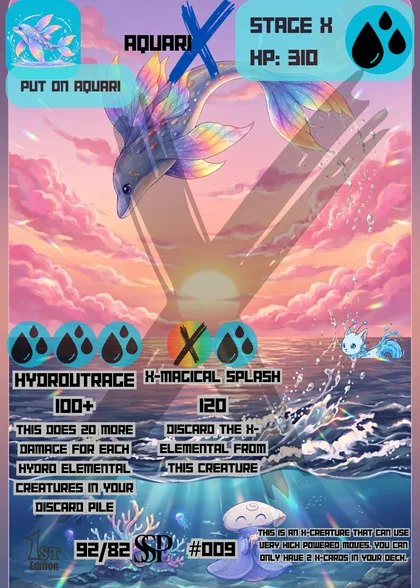 AQUARI X
STAGE X
HP: 310
PUT ON AQUARI
X
HYDROUTRAGE
100+
THIS DOES 20 MORE
DAMAGE FOR EACH
HYDRO ELEMENTAL
CREATURES IN YOUR
DISCARD PILE
X
X-MAGICAL SPLASH
120
DISCARD THE X-
ELEMENTAL FROM
THIS CREATURE
1ST
Edition
92/82 SSP #009
THIS IS AN X-CREATURE THAT CAN USE
VERY HIGH POWERED MOVES. YOU CAN
ONLY HAVE 2 X-CARDS IN YOUR DECK.